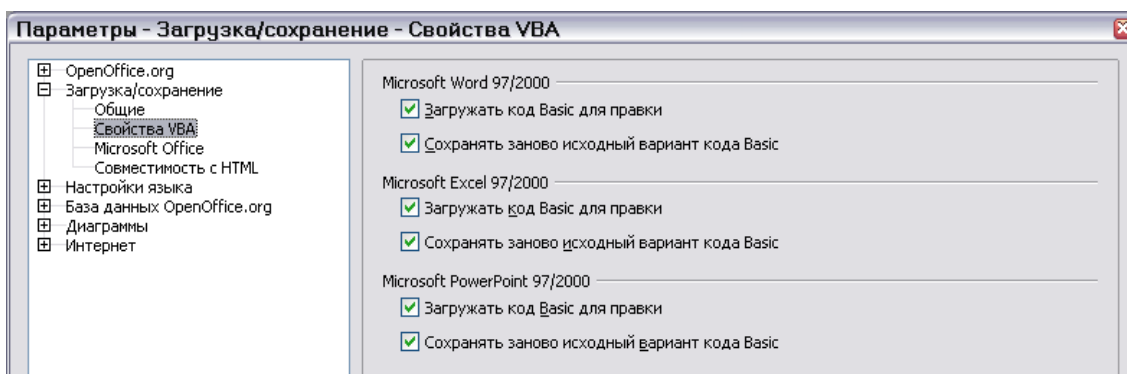 Параметры - Загрузка/сохранение - Свойства VBA
OpenOffice.org
Загрузка/сохранение
Общие
Свойства VBA
Microsoft Office
Совместимость с HTML
Настройки языка
База данных OpenOffice.org
Диаграммы
Интернет
Microsoft Word 97/2000
Загружать код Basic для правки
Сохранять заново исходный вариант кода Basic
Microsoft Excel 97/2000
Загружать код Basic для правки
Сохранять заново исходный вариант кода Basic
Microsoft PowerPoint 97/2000
Загружать код Basic для правки
Сохранять заново исходный вариант кода Basic